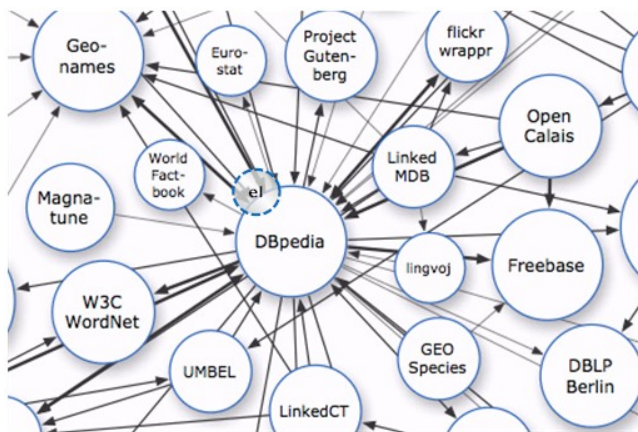 Geo-
names
Euro-
stat
Project
Guten-
berg
flickr
wrappr
Open
Calais
World
Fact-
book
Linked
MDB
el
Magna-
tune
DBpedia
lingvoj
Freebase
W3C
WordNet
UMBEL
GEO
Species
DBLP
Berlin
LinkedCT